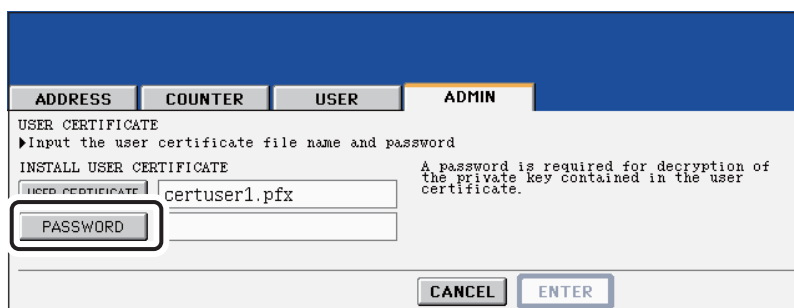 ADDRESS COUNTER USER ADMIN
USER CERTIFICATE
▶Input the user certificate file name and password
INSTALL USER CERTIFICATE
USER CERTIFICATE certuser1.pfx
PASSWORD
A password is required for decryption of
the private key contained in the user
certificate.
CANCEL ENTER